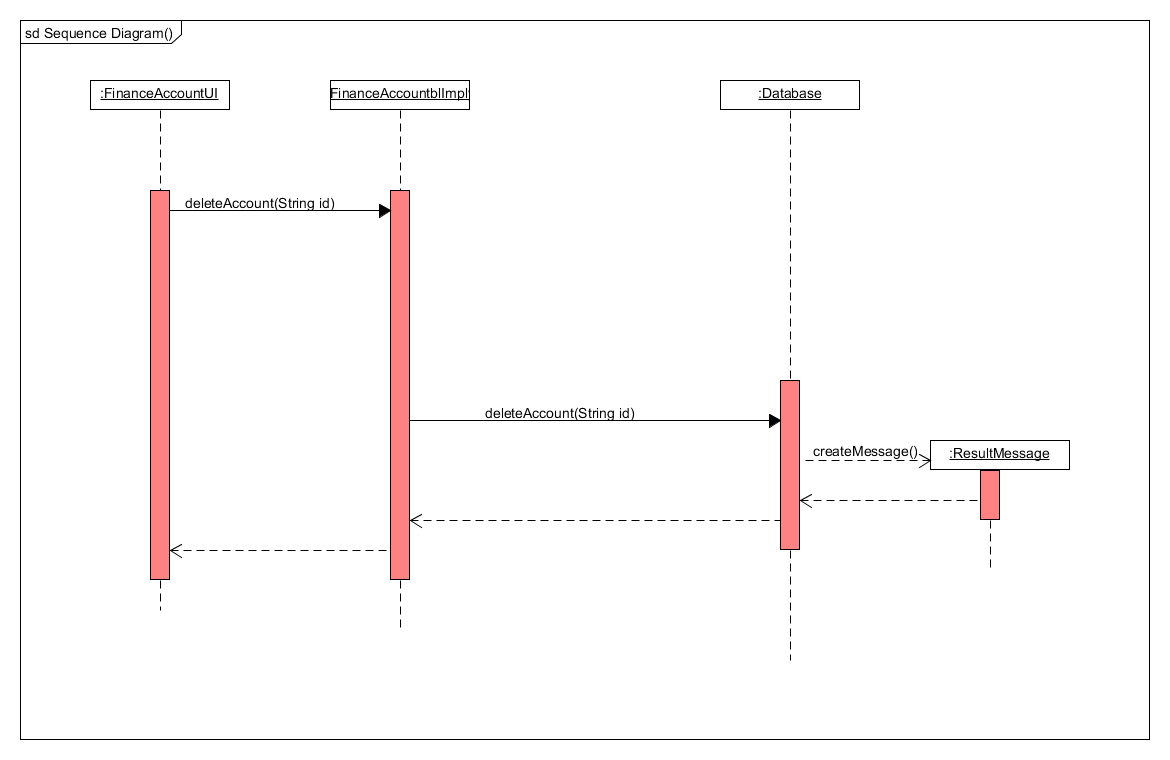 sd Sequence Diagram()
:FinanceAccountUI
FinanceAccountblImpl
:Database
deleteAccount(String id)
deleteAccount(String id)
createMessage()
:ResultMessage